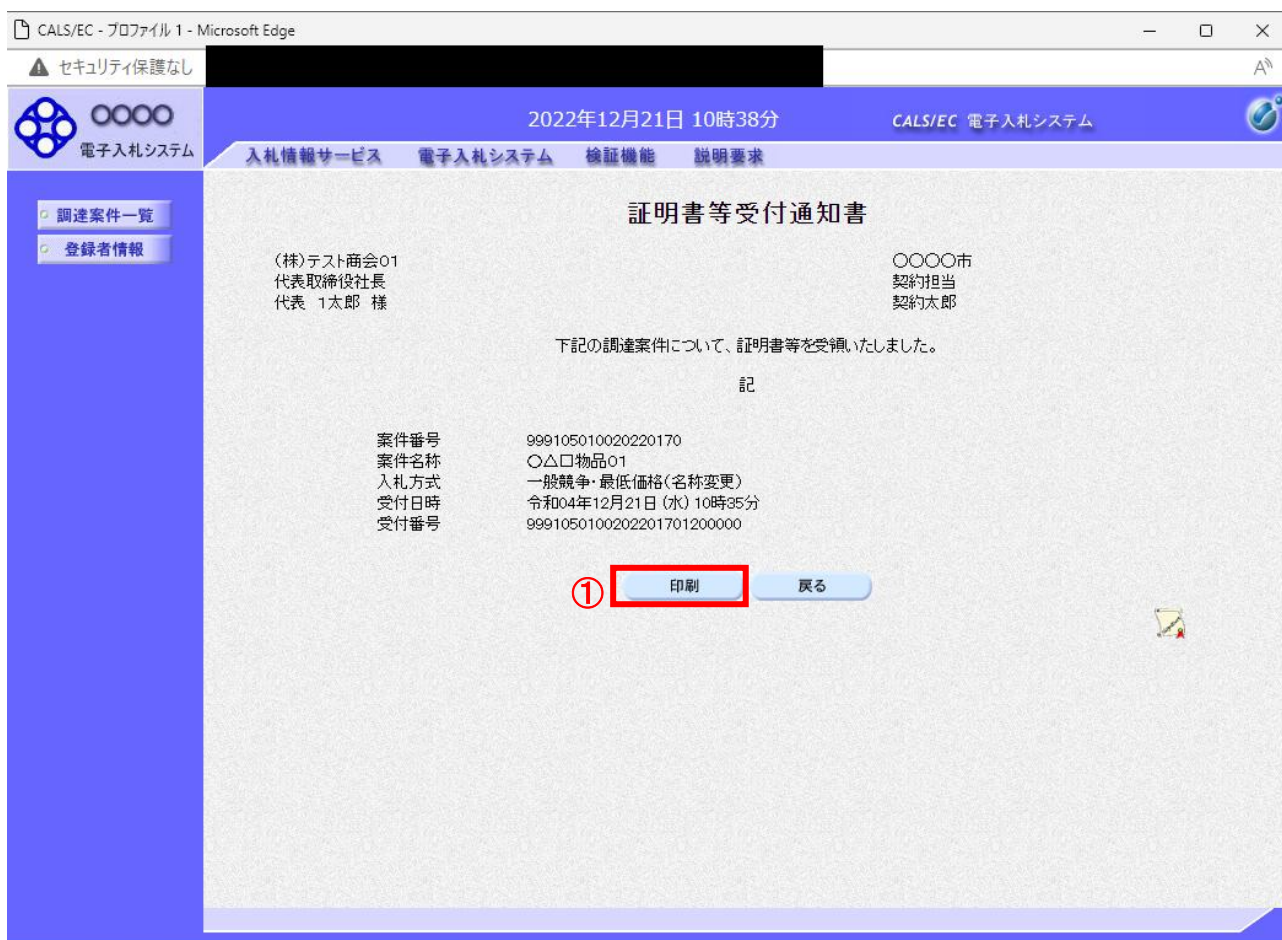 CALS/EC - プロファイル 1 - Microsoft Edge
セキュリティ保護なし
〇〇〇〇
電子入札システム
2022年12月21日 10時38分
CALS/EC 電子入札システム
入札情報サービス 電子入札システム 検証機能 説明要求
調達案件一覧
登録者情報
証明書等受付通知書
(株)テスト商会01
代表取締役社長
代表 1太郎 様
〇〇〇〇市
契約担当
契約太郎
下記の調達案件について、証明書等を受領いたしました。
記
案件番号 999105010020220170
案件名称 〇△口物品01
入札方式 一般競争・最低価格(名称変更)
受付日時 令和04年12月21日(水)10時35分
受付番号 9991050100202201701200000
① 印刷 戻る